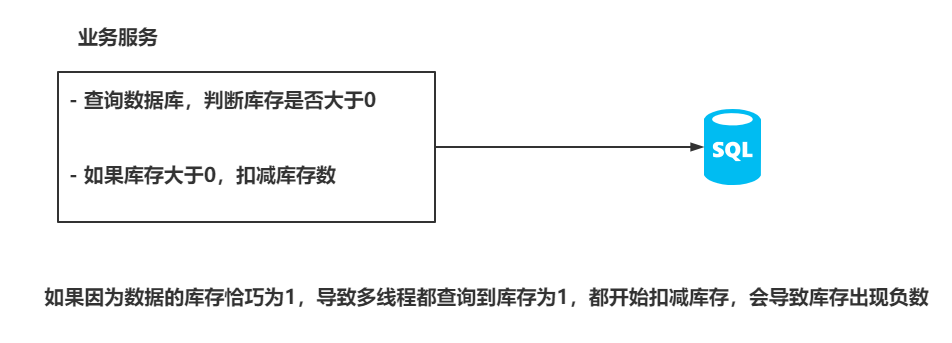 业务服务
- 查询数据库，判断库存是否大于0
- 如果库存大于0，扣减库存数
SQL
如果因为数据的库存恰巧为1，导致多线程都查询到库存为1，都开始扣减库存，会导致库存出现负数